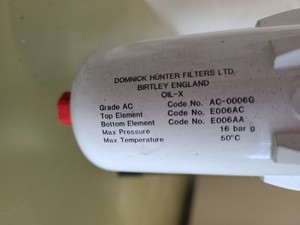 DOMNICK HUNTER FILTERS LTD.
BIRTLEY ENGLAND
OIL-X
Grade AC Code.No. AC-0006G
Top Element Code.No. E006AC
Bottom Element Code.No. E006AA
Max Pressure 16 bar g
Max Temperature 50°C